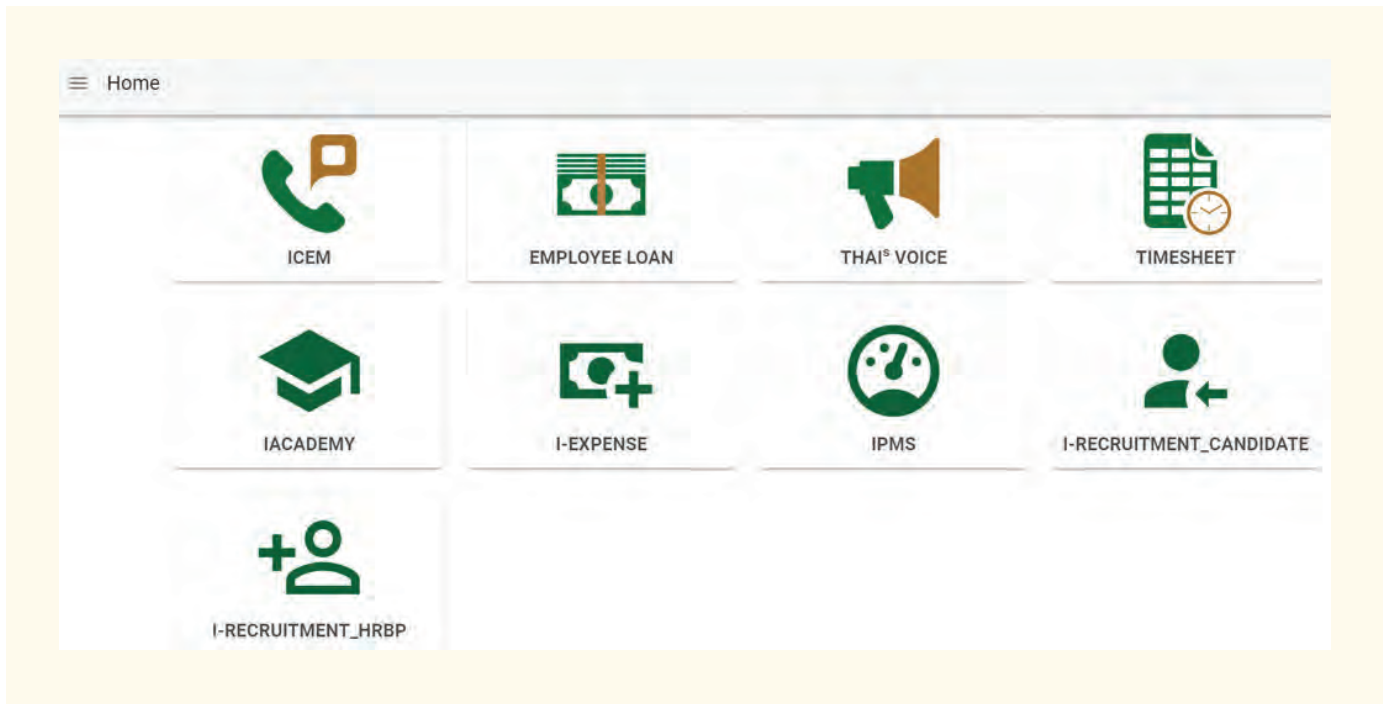 Home
ICEM
EMPLOYEE LOAN
THAIˢ VOICE
TIMESHEET
IACADEMY
I-EXPENSE
IPMS
I-RECRUITMENT_CANDIDATE
I-RECRUITMENT_HRBP